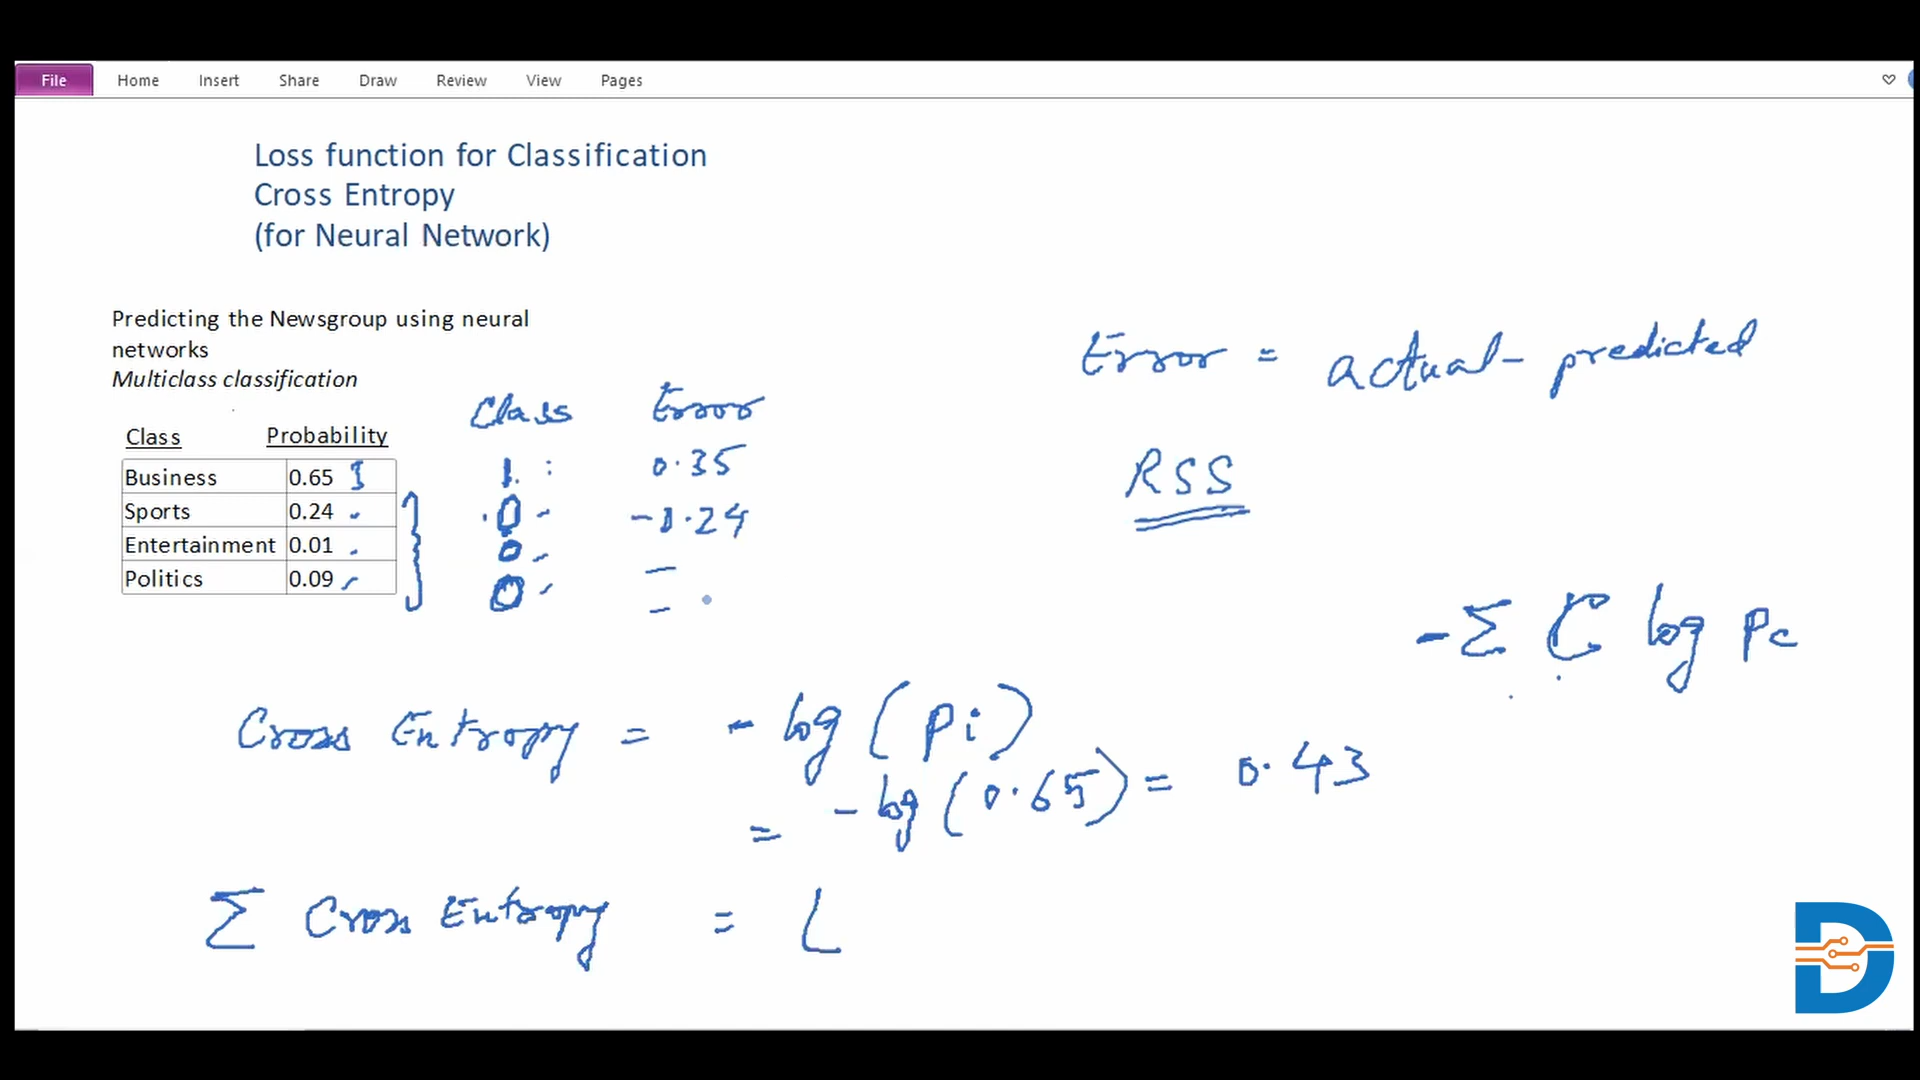 File Home Insert Share Draw Review View Pages
Loss function for Classification
Cross Entropy
(for Neural Network)
Predicting the Newsgroup using neural
networks
Multiclass classification
Error = actual - predicted
Class Probability Class Error
Business 0.65 1 0.35
Sports 0.24 0 -0.24
Entertainment 0.01 0 -
Politics 0.09 0 -
RSS
- Σ C log Pc
Cross Entropy = - log (Pi)
= - log (0.65) = 0.43
Σ Cross Entropy = L